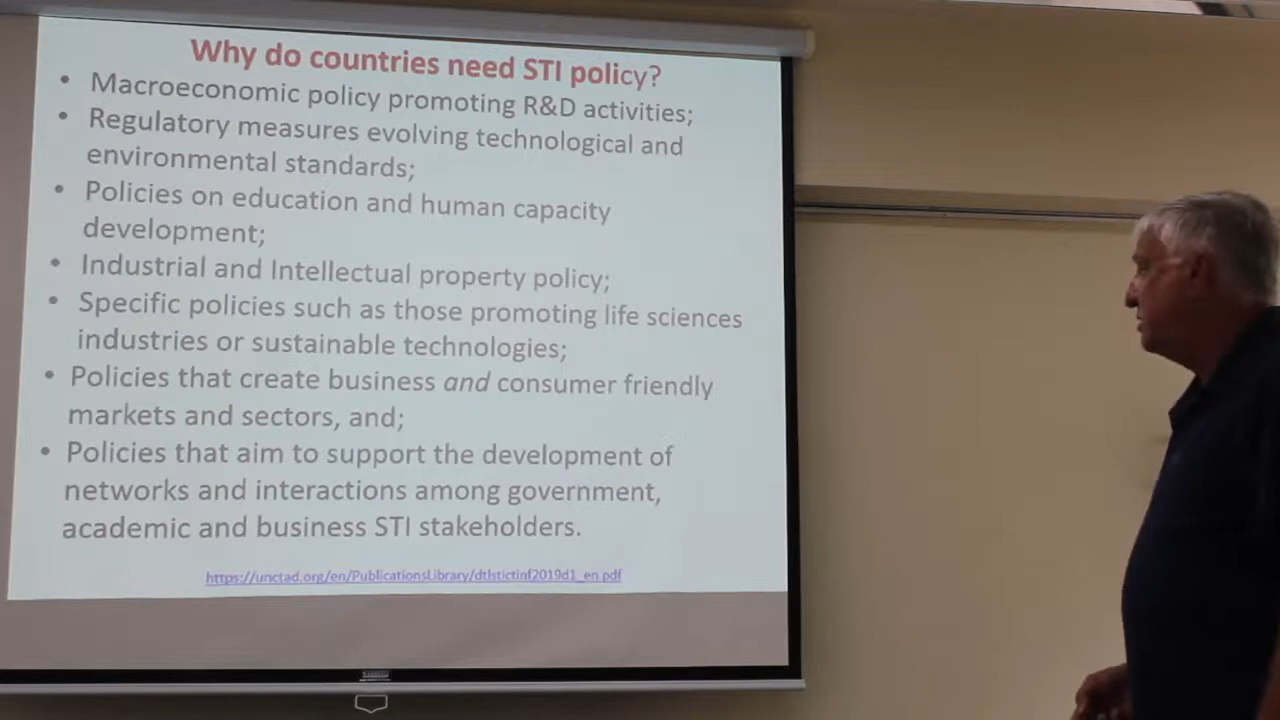 Why do countries need STI policy?
• Macroeconomic policy promoting R&D activities;
• Regulatory measures evolving technological and
environmental standards;
• Policies on education and human capacity
development;
• Industrial and Intellectual property policy;
• Specific policies such as those promoting life sciences
industries or sustainable technologies;
• Policies that create business and consumer friendly
markets and sectors, and;
• Policies that aim to support the development of
networks and interactions among government,
academic and business STI stakeholders.
https://unctad.org/en/PublicationsLibrary/dtlstictinf2019d1_en.pdf